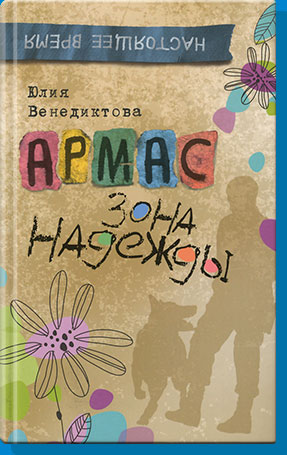 НАСТОЯЩЕЕ ВРЕМЯ
Юлия
Венедиктова
АРМАС
ЗОНА
НАДЕЖДЫ